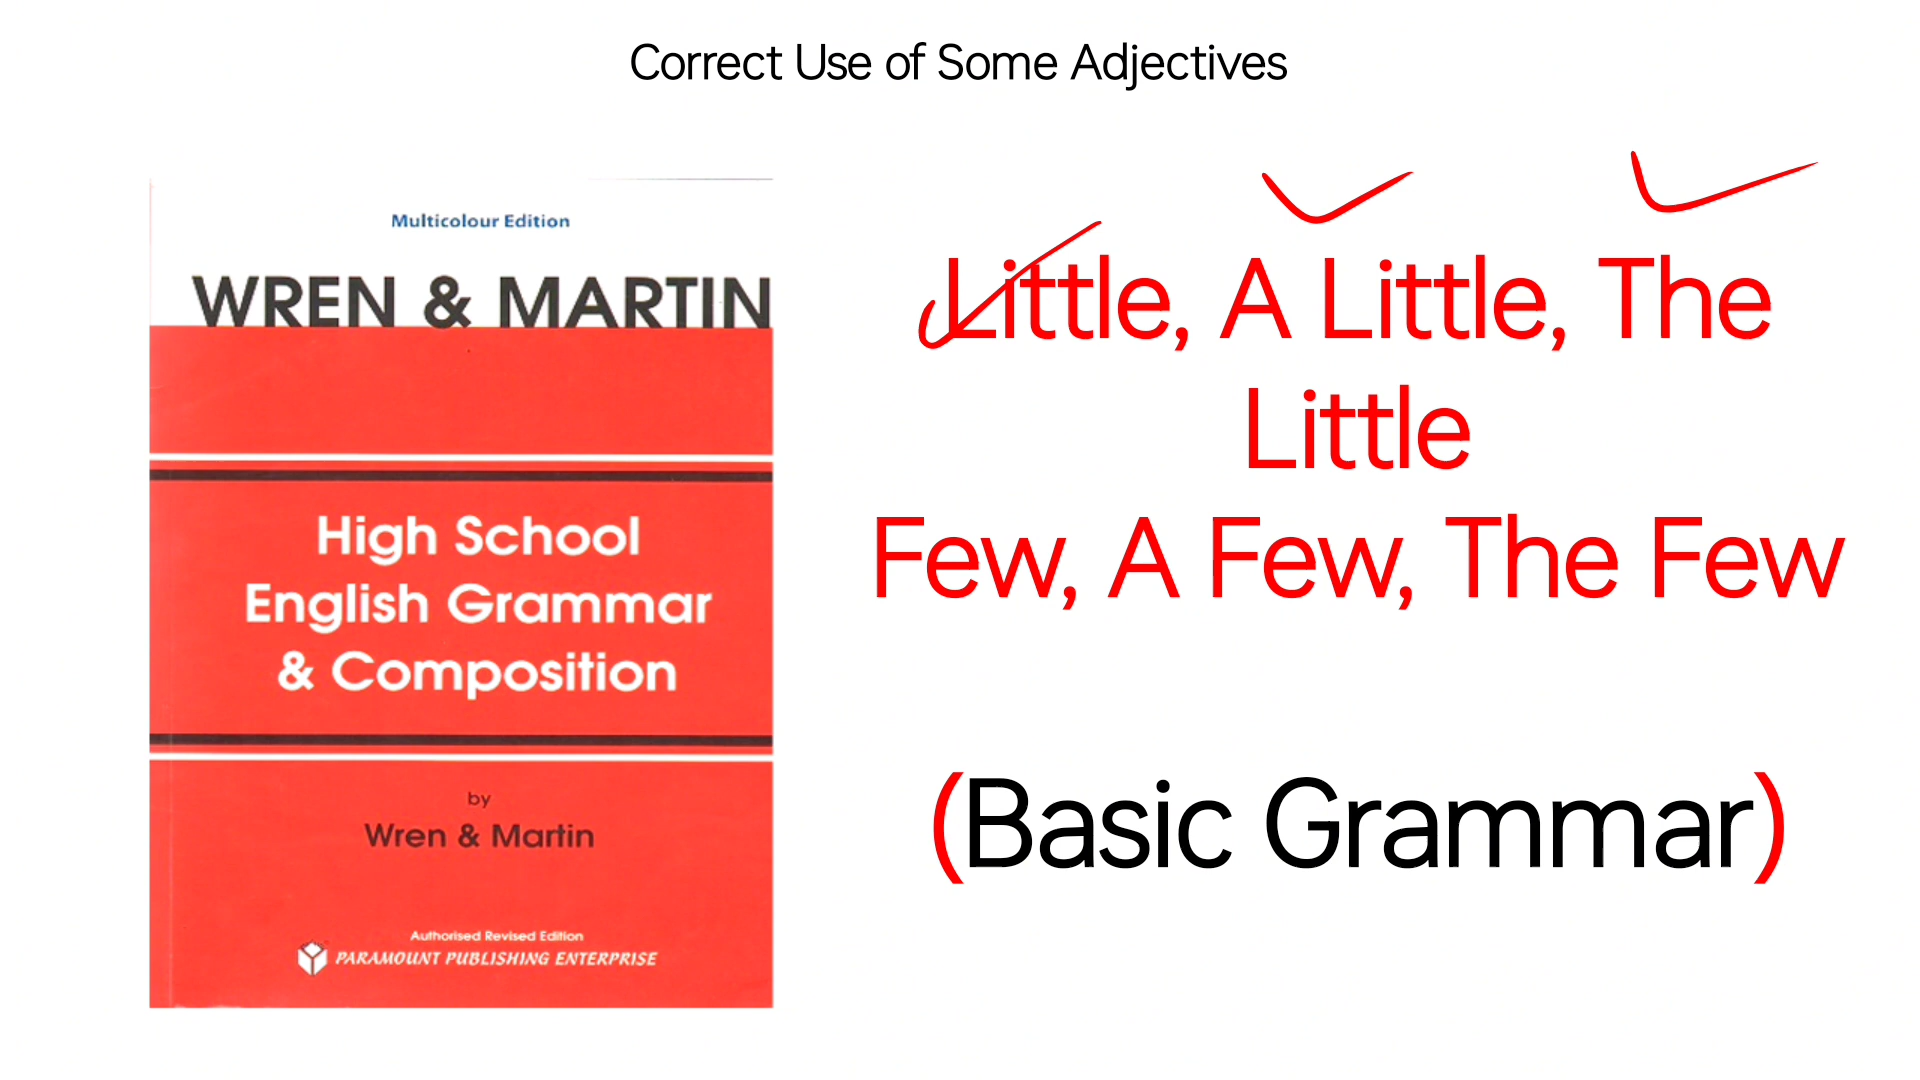 Correct Use of Some Adjectives
Multicolour Edition
WREN & MARTIN
High School
English Grammar
& Composition
by
Wren & Martin
Authorised Revised Edition
PARAMOUNT PUBLISHING ENTERPRISE
Little, A Little, The
Little
Few, A Few, The Few
(Basic Grammar)